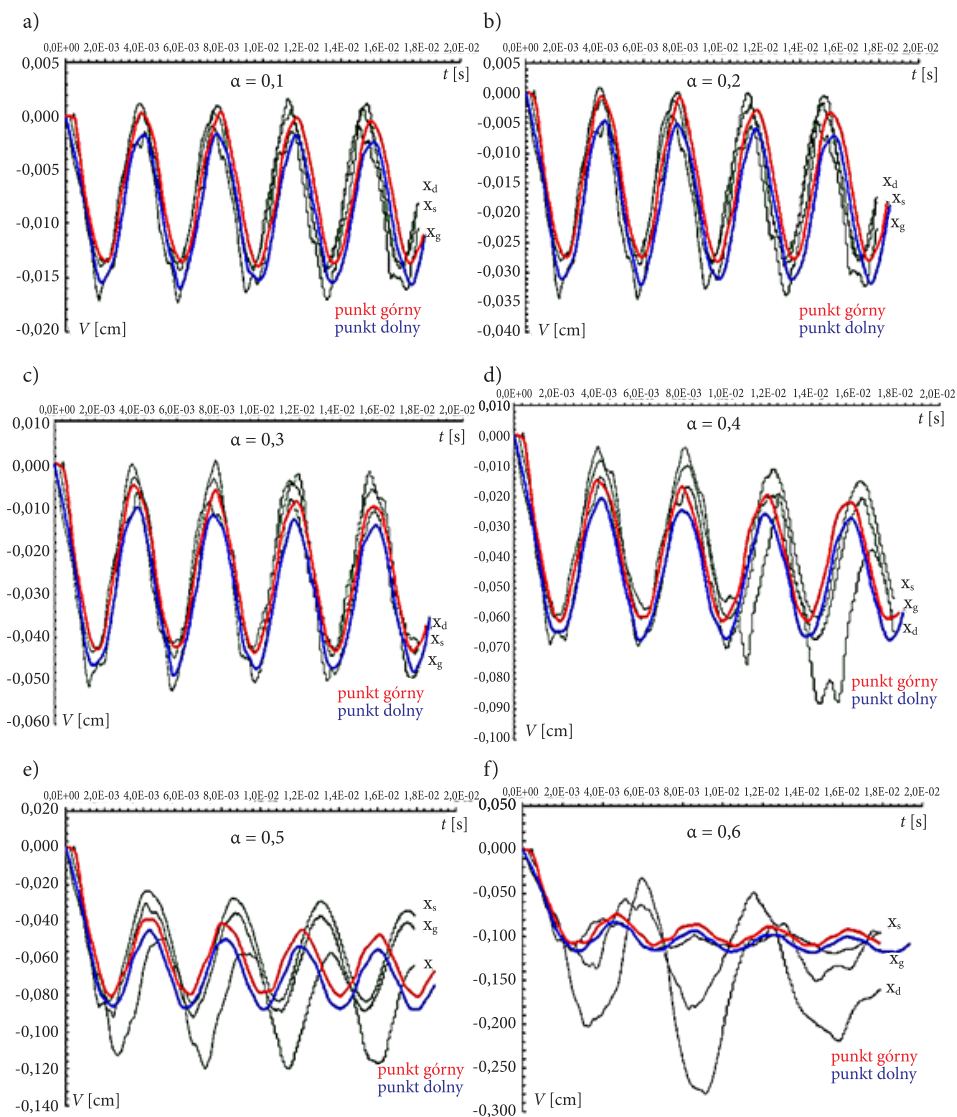 a)
0,0E+00 2,0E-03 4,0E-03 6,0E-03 8,0E-03 1,0E-02 1,2E-02 1,4E-02 1,6E-02 1,8E-02 2,0E-02
0,005
t [s]
α = 0,1
0,000
-0,005
-0,010
-0,015
-0,020
x_d
x_s
x_g
punkt górny
punkt dolny
V [cm]
b)
0,0E+00 2,0E-03 4,0E-03 6,0E-03 8,0E-03 1,0E-02 1,2E-02 1,4E-02 1,6E-02 1,8E-02 2,0E-02
0,005
t [s]
α = 0,2
0,000
-0,005
-0,010
-0,015
-0,020
-0,025
-0,030
-0,035
-0,040
x_d
x_s
x_g
punkt górny
punkt dolny
V [cm]
c)
0,0E+00 2,0E-03 4,0E-03 6,0E-03 8,0E-03 1,0E-02 1,2E-02 1,4E-02 1,6E-02 1,8E-02 2,0E-02
0,010
t [s]
α = 0,3
0,000
-0,010
-0,020
-0,030
-0,040
-0,050
-0,060
x_d
x_s
x_g
punkt górny
punkt dolny
V [cm]
d)
0,0E+00 2,0E-03 4,0E-03 6,0E-03 8,0E-03 1,0E-02 1,2E-02 1,4E-02 1,6E-02 1,8E-02 2,0E-02
0,010
t [s]
α = 0,4
0,000
-0,010
-0,020
-0,030
-0,040
-0,050
-0,060
-0,070
-0,080
-0,090
-0,100
x_s
x_g
x_d
punkt górny
punkt dolny
V [cm]
e)
0,0E+00 2,0E-03 4,0E-03 6,0E-03 8,0E-03 1,0E-02 1,2E-02 1,4E-02 1,6E-02 1,8E-02 2,0E-02
0,020
t [s]
α = 0,5
0,000
-0,020
-0,040
-0,060
-0,080
-0,100
-0,120
-0,140
x_s
x_g
x
punkt górny
punkt dolny
V [cm]
f)
0,0E+00 2,0E-03 4,0E-03 6,0E-03 8,0E-03 1,0E-02 1,2E-02 1,4E-02 1,6E-02 1,8E-02 2,0E-02
0,050
t [s]
α = 0,6
0,000
-0,050
-0,100
-0,150
-0,200
-0,250
-0,300
x_s
x_g
x_d
punkt górny
punkt dolny
V [cm]